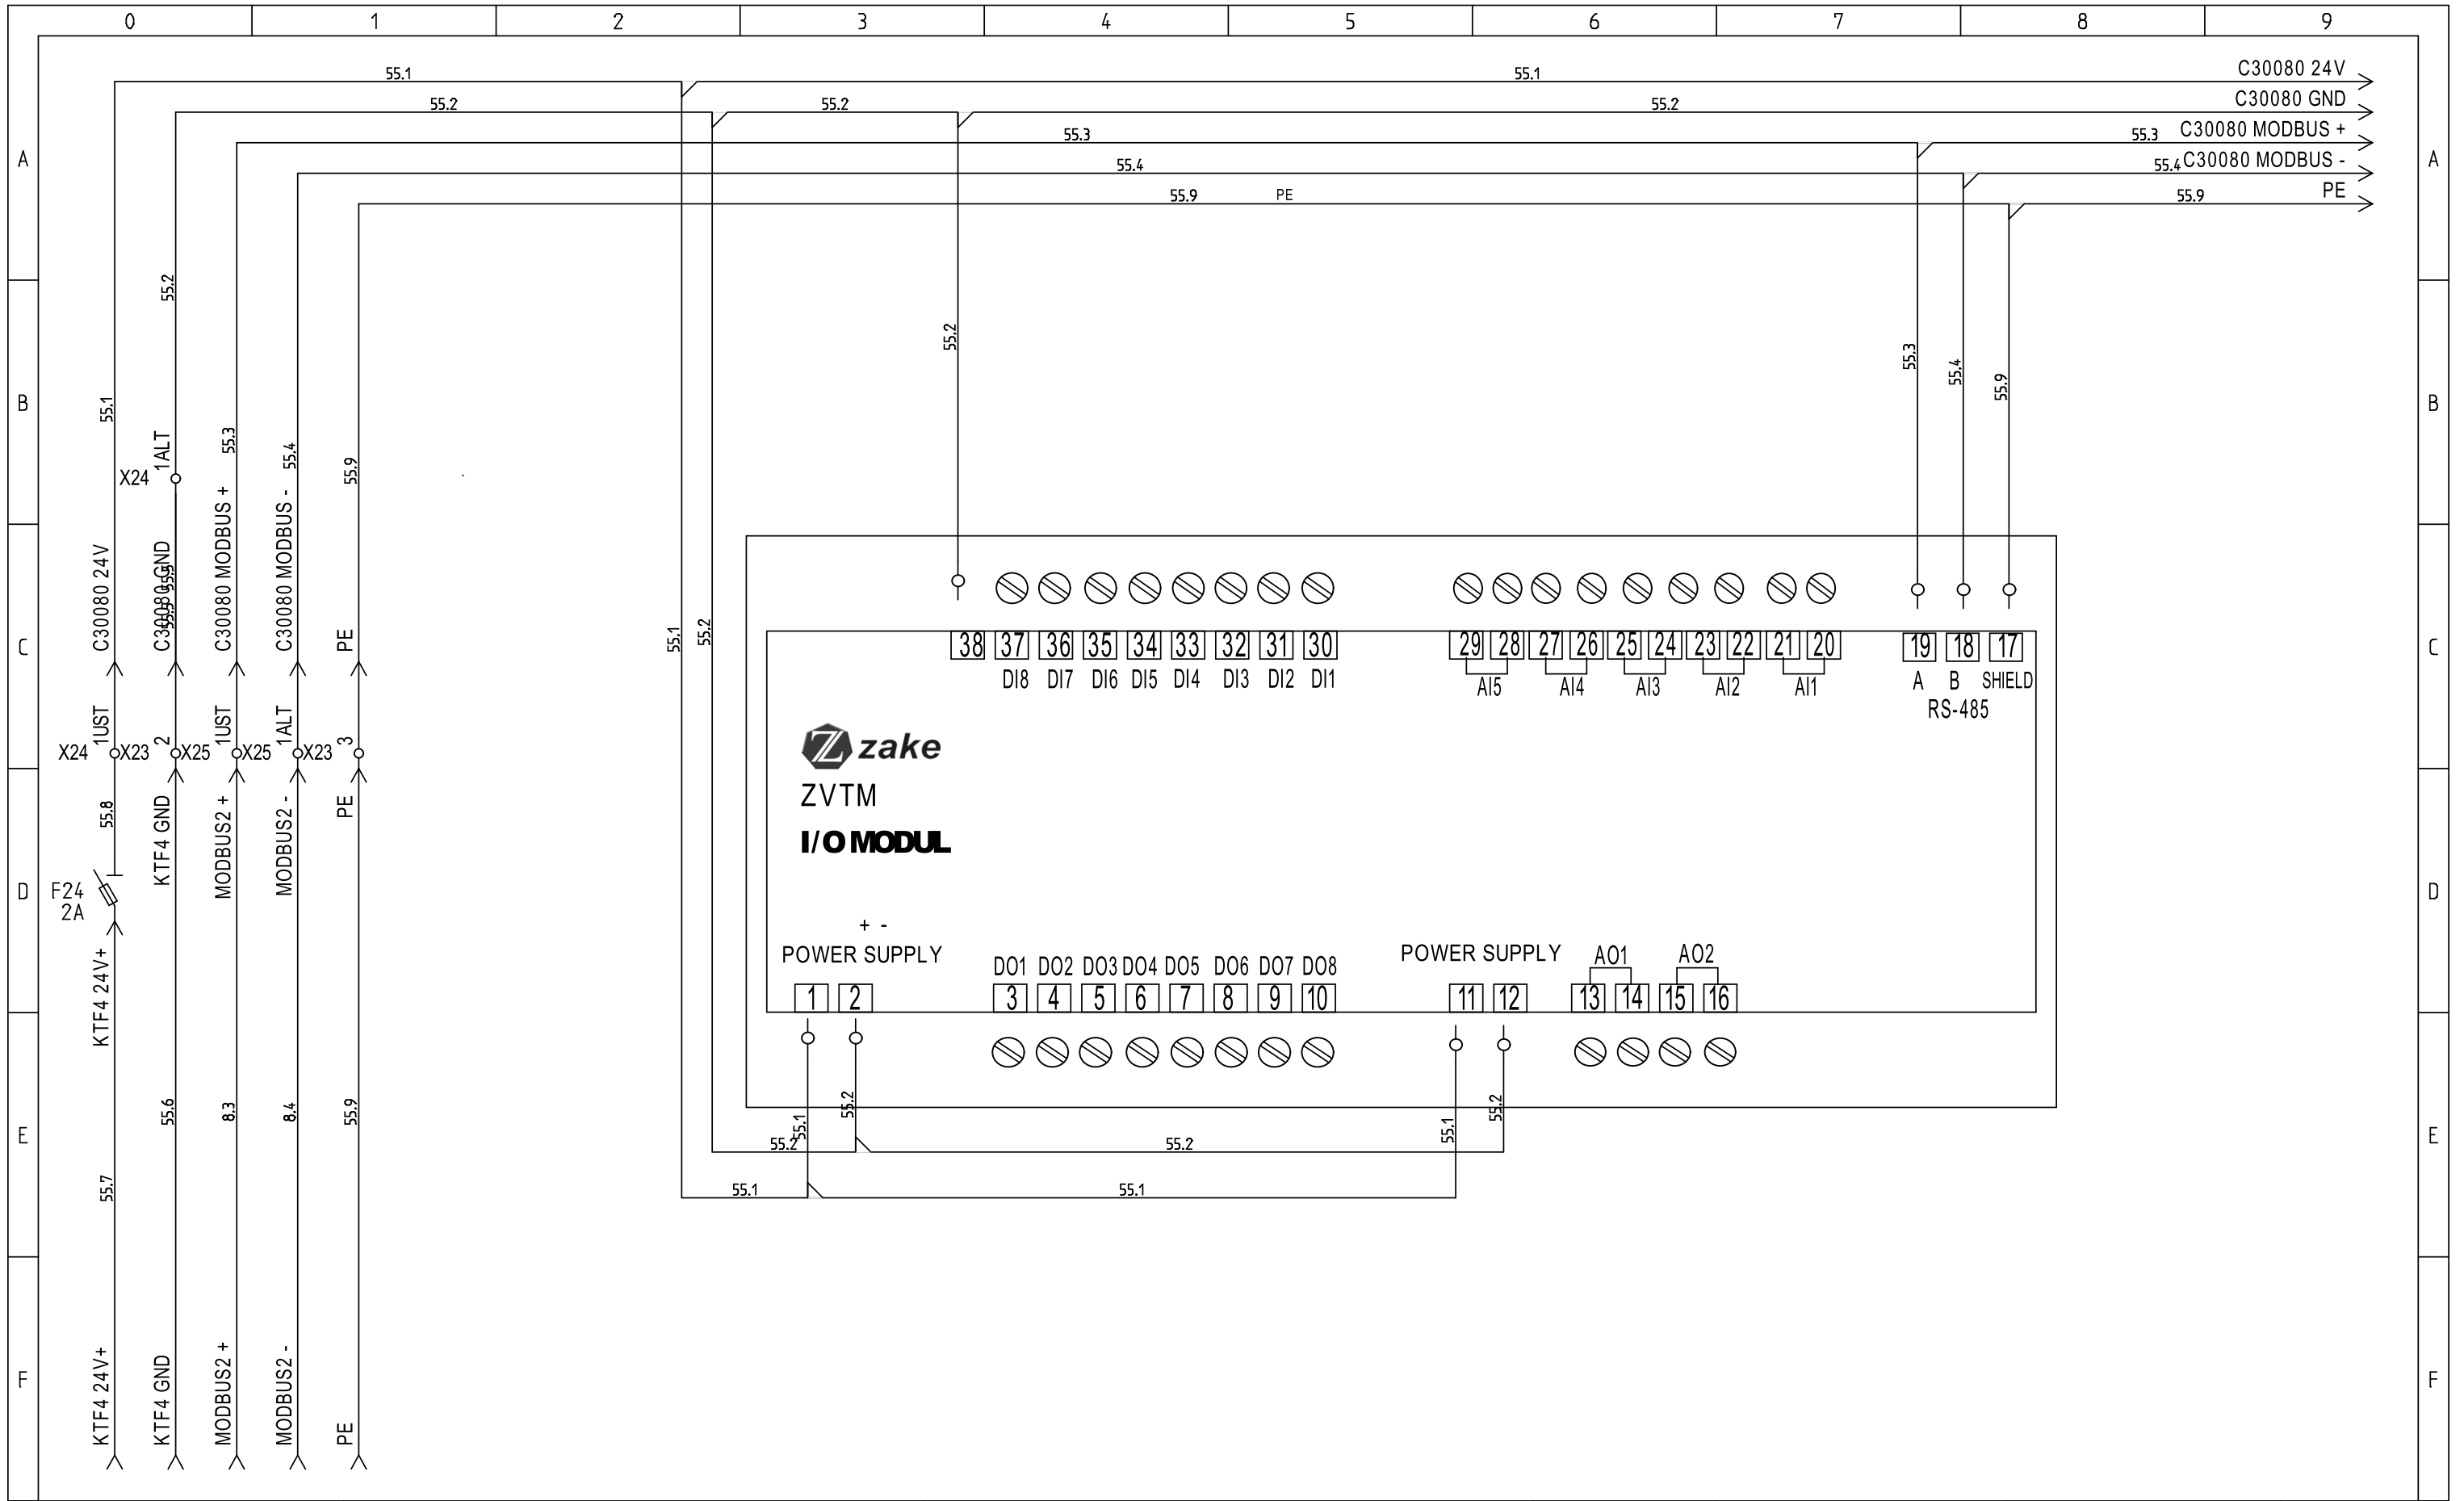 0 1 2 3 4 5 6 7 8 9
55.1 55.1 C30080 24V
55.2 55.2 55.2 C30080 GND
55.3 55.3 C30080 MODBUS +
55.4 55.4 C30080 MODBUS -
55.9 PE 55.9 PE
A A
55.2
55.2
55.3
55.4
55.9
B B
55.1
55.3
55.4
55.9
1ALT
X24
C30080 24V
C30080 GND
C30080 MODBUS +
C30080 MODBUS -
PE
55.1
55.2
C C
38 37 36 35 34 33 32 31 30 29 28 27 26 25 24 23 22 21 20 19 18 17
DI8 DI7 DI6 DI5 DI4 DI3 DI2 DI1 AI5 AI4 AI3 AI2 AI1 A B SHIELD
RS-485
1UST
2
1UST
1ALT
3
X24 X23 X25 X25 X23
Z zake
ZVTM
I/O MODUL
55.8
KTF4 GND
MODBUS2 +
MODBUS2 -
PE
D D
F24
2A
KTF4 24V+
+ -
POWER SUPPLY POWER SUPPLY
DO1 DO2 DO3 DO4 DO5 DO6 DO7 DO8 AO1 AO2
1 2 3 4 5 6 7 8 9 10 11 12 13 14 15 16
55.6
8.3
8.4
55.9
55.1
55.2
55.1
55.2
E E
55.2 55.2
55.7
55.1 55.1
F F
KTF4 24V+
KTF4 GND
MODBUS2 +
MODBUS2 -
PE